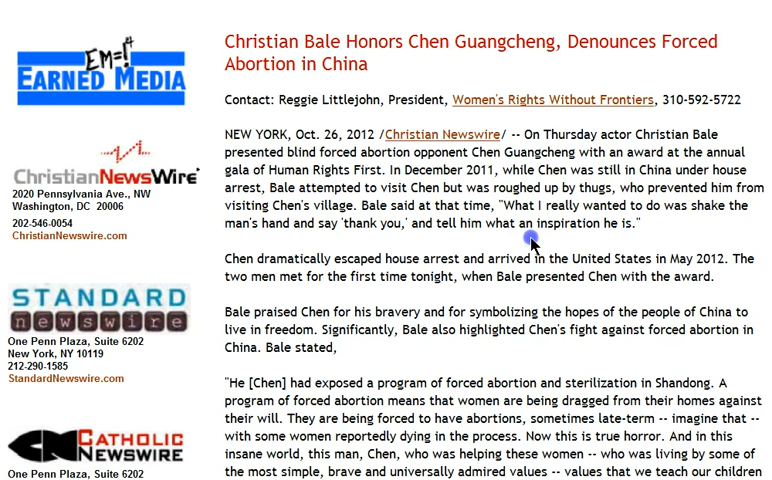 EM=↑4
EARNED MEDIA
CHRISTIANNEWSWIRE
2020 Pennsylvania Ave., NW
Washington, DC 20006
202-546-0054
ChristianNewswire.com
STANDARD
newswire
One Penn Plaza, Suite 6202
New York, NY 10119
212-290-1585
StandardNewswire.com
CATHOLIC
NEWSWIRE
One Penn Plaza, Suite 6202
Christian Bale Honors Chen Guangcheng, Denounces Forced
Abortion in China
Contact: Reggie Littlejohn, President, Women's Rights Without Frontiers, 310-592-5722
NEW YORK, Oct. 26, 2012 /Christian Newswire/ -- On Thursday actor Christian Bale
presented blind forced abortion opponent Chen Guangcheng with an award at the annual
gala of Human Rights First. In December 2011, while Chen was still in China under house
arrest, Bale attempted to visit Chen but was roughed up by thugs, who prevented him from
visiting Chen's village. Bale said at that time, "What I really wanted to do was shake the
man's hand and say 'thank you,' and tell him what an inspiration he is."
Chen dramatically escaped house arrest and arrived in the United States in May 2012. The
two men met for the first time tonight, when Bale presented Chen with the award.
Bale praised Chen for his bravery and for symbolizing the hopes of the people of China to
live in freedom. Significantly, Bale also highlighted Chen's fight against forced abortion in
China. Bale stated,
"He [Chen] had exposed a program of forced abortion and sterilization in Shandong. A
program of forced abortion means that women are being dragged from their homes against
their will. They are being forced to have abortions, sometimes late-term -- imagine that --
with some women reportedly dying in the process. Now this is true horror. And in this
insane world, this man, Chen, who was helping these women -- who was living by some of
the most simple, brave and universally admired values -- values that we teach our children